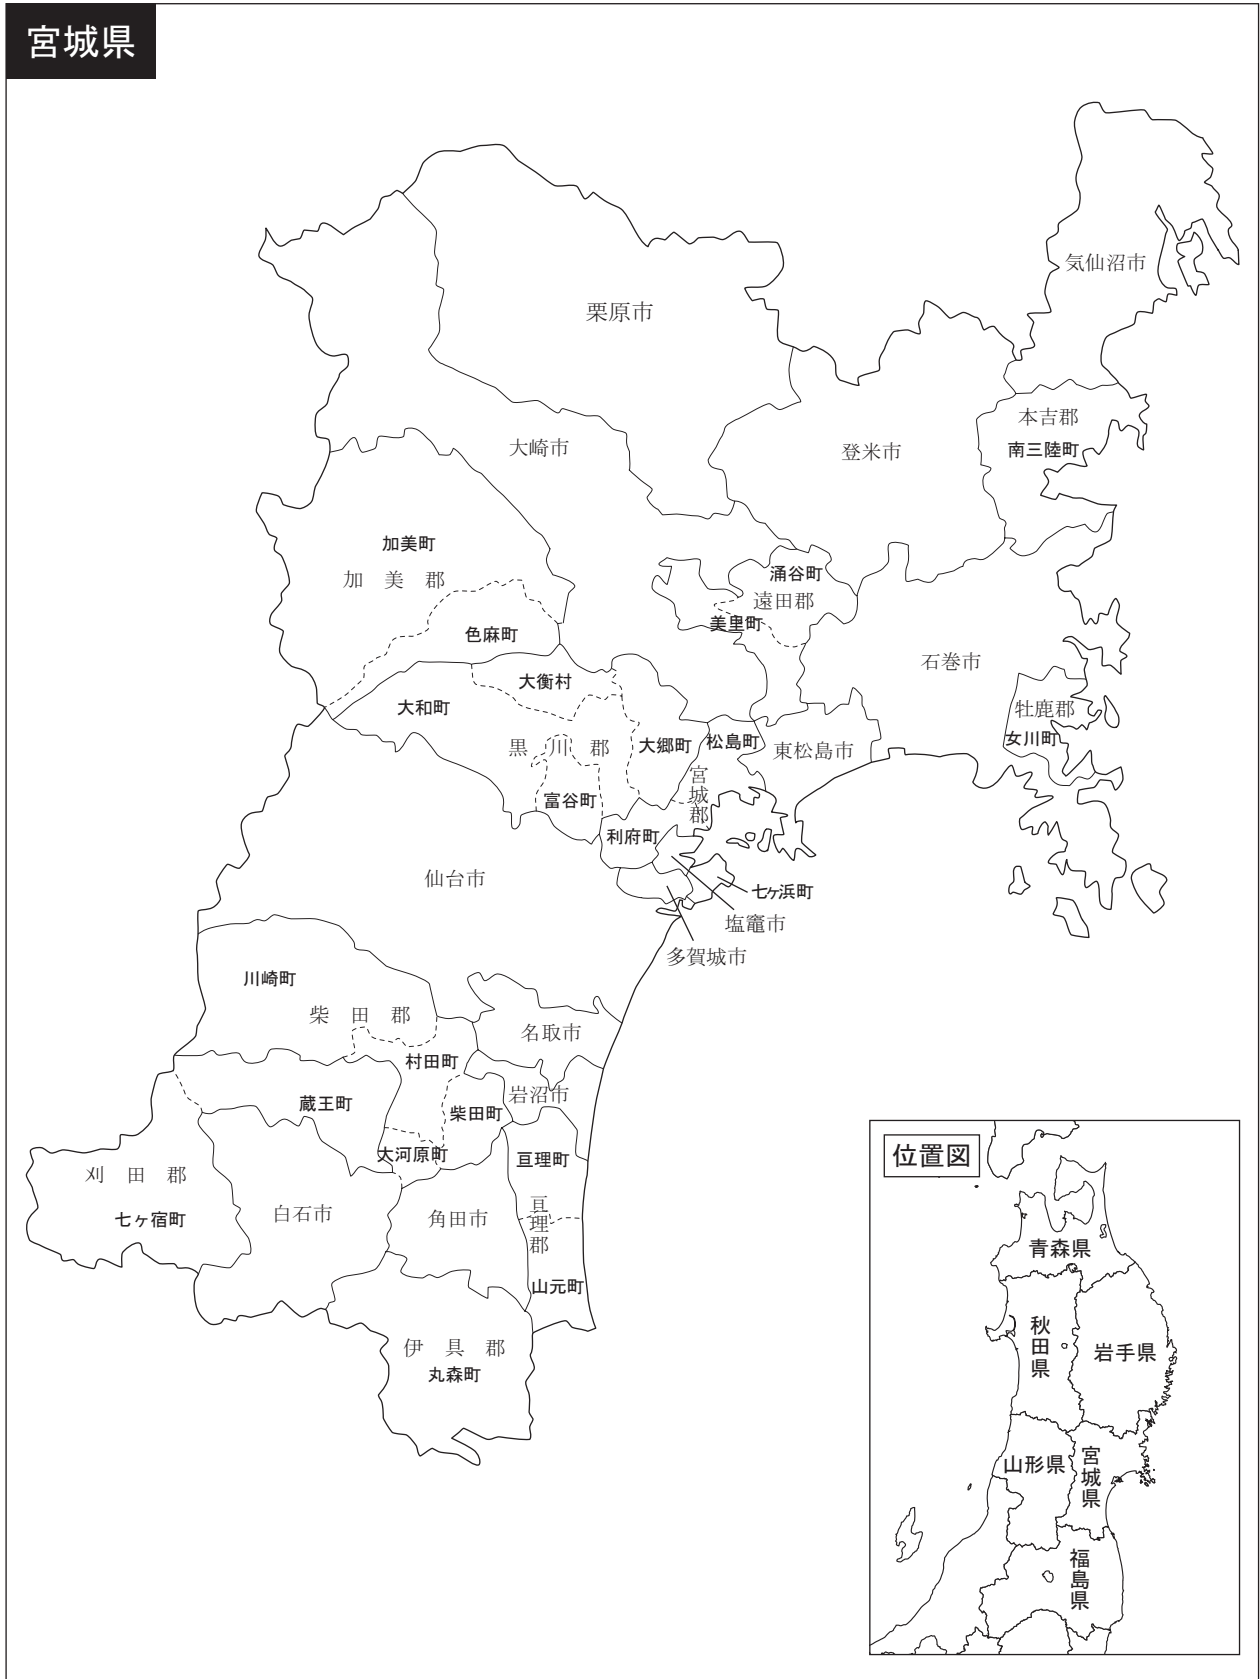 宮城県
気仙沼市
栗原市
本吉郡
南三陸町
大崎市
登米市
加美町
加美郡
涌谷町
遠田郡
美里町
色麻町
石巻市
大衡村
大和町
牡鹿郡
女川町
黒川郡
大郷町
松島町
東松島市
宮城郡
富谷町
利府町
仙台市
七ヶ浜町
塩竈市
多賀城市
川崎町
柴田郡
名取市
村田町
岩沼市
蔵王町
柴田町
大河原町
亘理町
刈田郡
七ヶ宿町
白石市
角田市
亘理郡
山元町
伊具郡
丸森町
位置図
青森県
秋田県
岩手県
山形県
宮城県
福島県